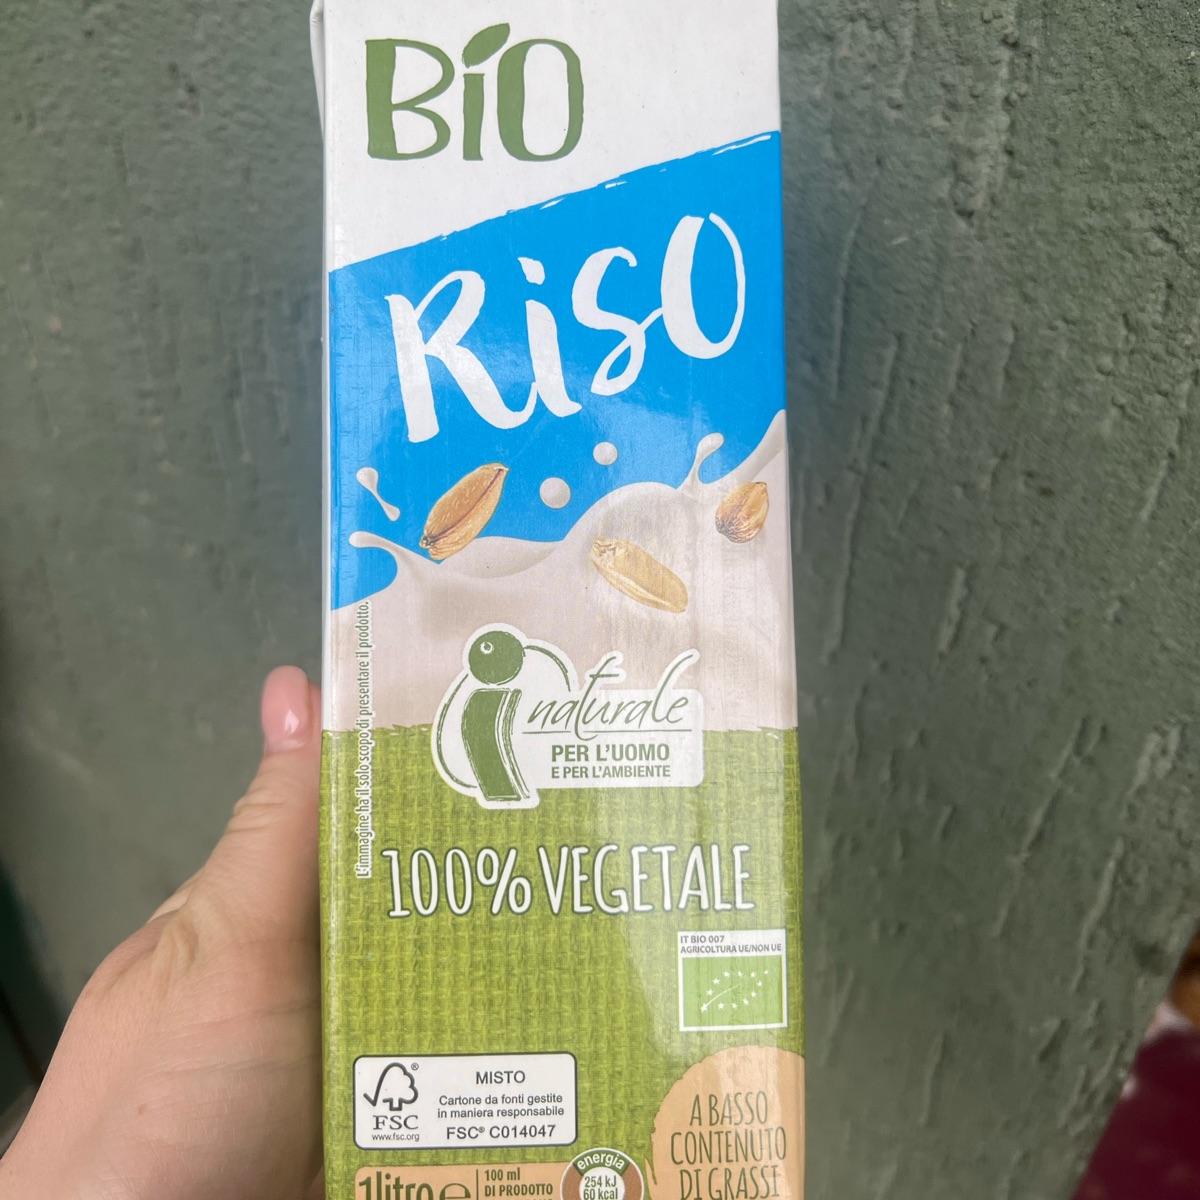 BIO
RISO
L'immagine ha il solo scopo di presentare il prodotto.
naturale
PER L'UOMO
E PER L'AMBIENTE
100% VEGETALE
IT BIO 007
AGRICOLTURA UE/NON UE
FSC®
www.fsc.org
MISTO
Cartone da fonti gestite
in maniera responsabile
FSC® C014047
A BASSO
CONTENUTO
DI GRASSI
1litro e
100 ml
DI PRODOTTO
energia
254 kJ
60 kcal